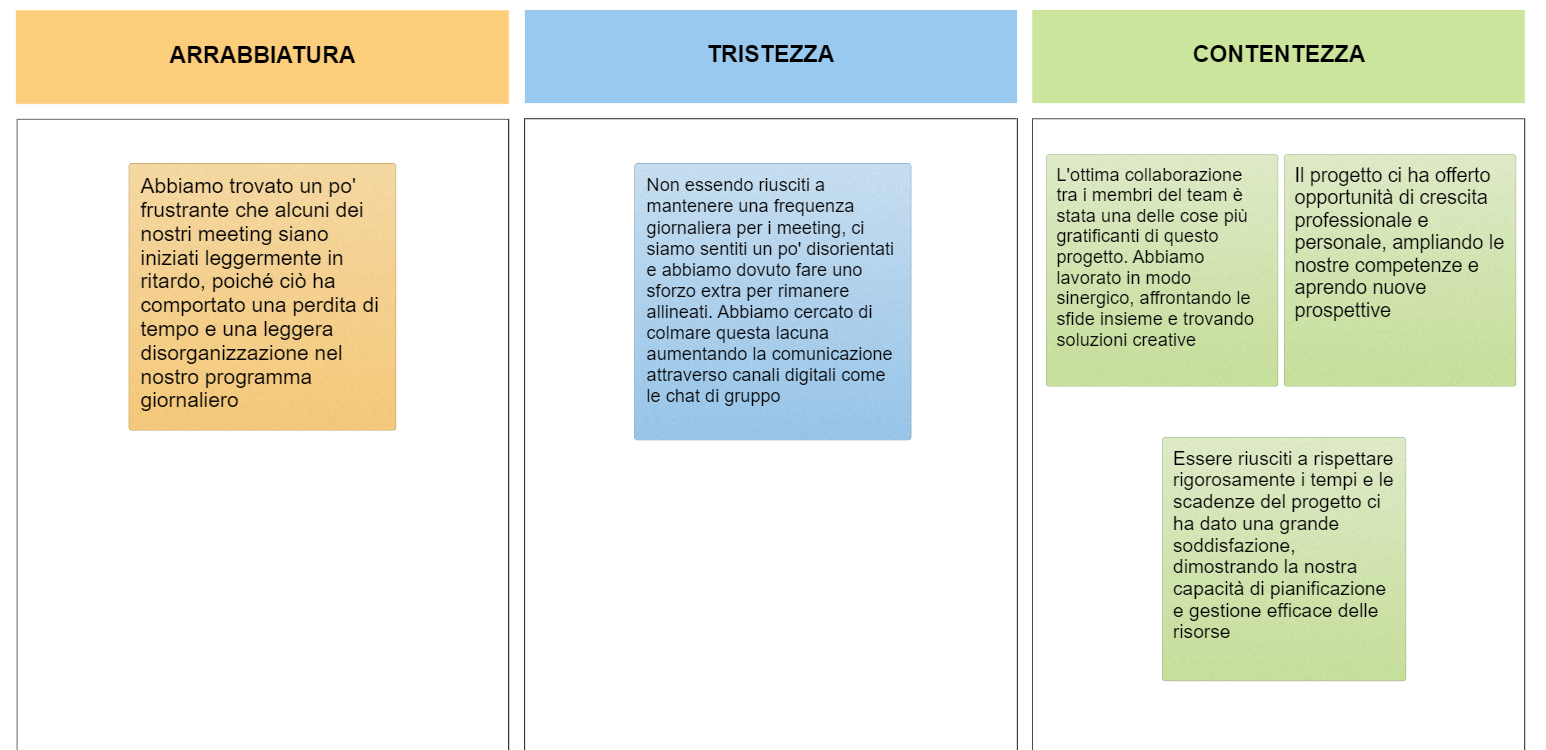 ARRABBIATURA
TRISTEZZA
CONTENTEZZA
Abbiamo trovato un po'
frustrante che alcuni dei
nostri meeting siano
iniziati leggermente in
ritardo, poiché ciò ha
comportato una perdita di
tempo e una leggera
disorganizzazione nel
nostro programma
giornaliero
Non essendo riusciti a
mantenere una frequenza
giornaliera per i meeting, ci
siamo sentiti un po' disorientati
e abbiamo dovuto fare uno
sforzo extra per rimanere
allineati. Abbiamo cercato di
colmare questa lacuna
aumentando la comunicazione
attraverso canali digitali come
le chat di gruppo
L'ottima collaborazione
tra i membri del team è
stata una delle cose più
gratificanti di questo
progetto. Abbiamo
lavorato in modo
sinergico, affrontando le
sfide insieme e trovando
soluzioni creative
Il progetto ci ha offerto
opportunità di crescita
professionale e
personale, ampliando le
nostre competenze e
aprendo nuove
prospettive
Essere riusciti a rispettare
rigorosamente i tempi e le
scadenze del progetto ci
ha dato una grande
soddisfazione,
dimostrando la nostra
capacità di pianificazione
e gestione efficace delle
risorse